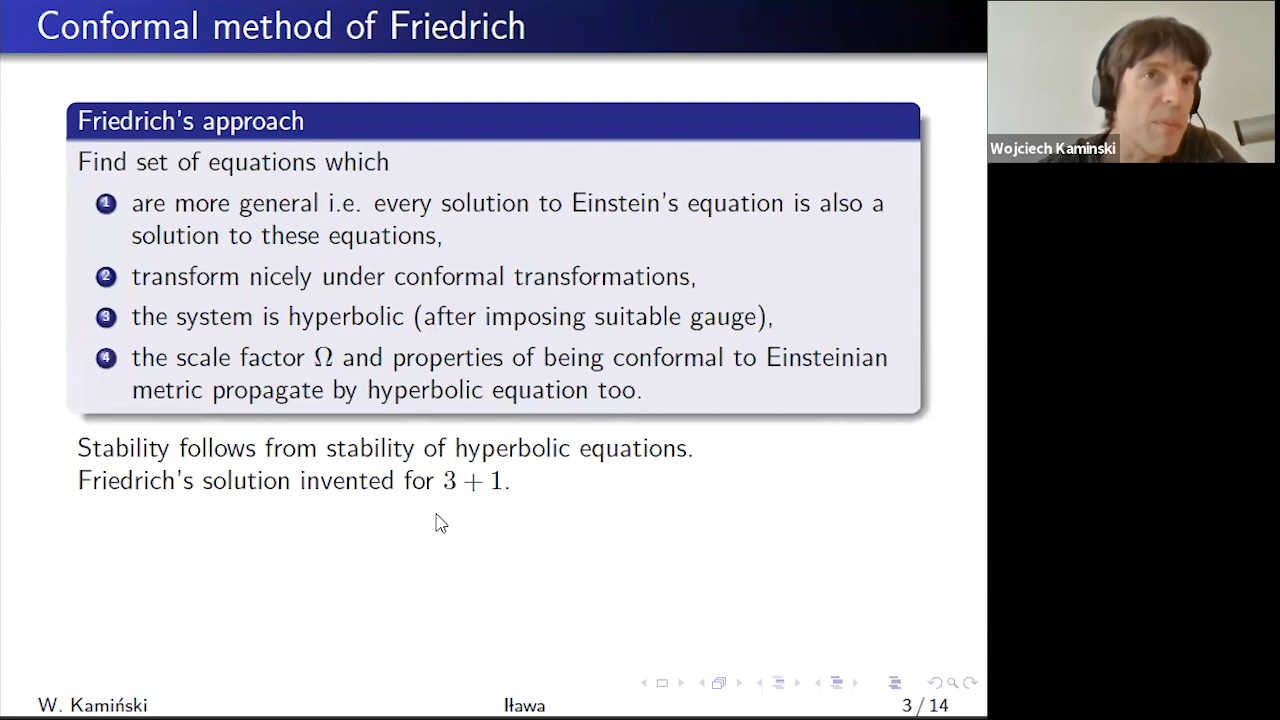 Conformal method of Friedrich
Friedrich's approach
Find set of equations which
1 are more general i.e. every solution to Einstein's equation is also a
solution to these equations,
2 transform nicely under conformal transformations,
3 the system is hyperbolic (after imposing suitable gauge),
4 the scale factor Ω and properties of being conformal to Einsteinian
metric propagate by hyperbolic equation too.
Stability follows from stability of hyperbolic equations.
Friedrich's solution invented for 3 + 1.
W. Kamiński
Iława
3 / 14
Wojciech Kaminski